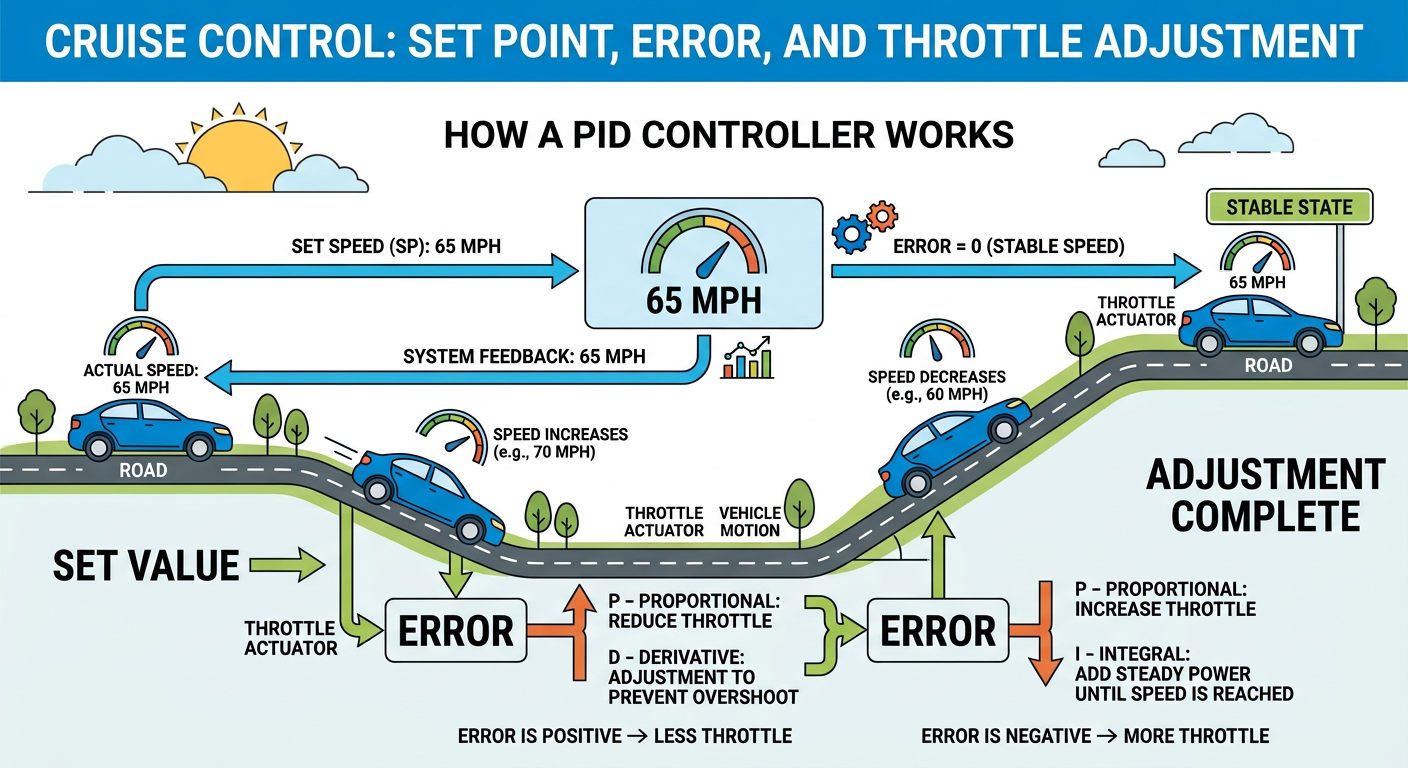 CRUISE CONTROL: SET POINT, ERROR, AND THROTTLE ADJUSTMENT
HOW A PID CONTROLLER WORKS
STABLE STATE
SET SPEED (SP): 65 MPH
ERROR = 0 (STABLE SPEED)
65 MPH
65 MPH
THROTTLE
ACTUATOR
SYSTEM FEEDBACK: 65 MPH
ACTUAL SPEED:
65 MPH
SPEED DECREASES
(e.g., 60 MPH)
ROAD
SPEED INCREASES
(e.g., 70 MPH)
ROAD
ADJUSTMENT
COMPLETE
THROTTLE
ACTUATOR
VEHICLE
MOTION
SET VALUE
THROTTLE
ACTUATOR
ERROR
P – PROPORTIONAL:
REDUCE THROTTLE
D – DERIVATIVE:
ADJUSTMENT TO
PREVENT OVERSHOOT
ERROR
P – PROPORTIONAL:
INCREASE THROTTLE
I – INTEGRAL:
ADD STEADY POWER
UNTIL SPEED IS REACHED
ERROR IS POSITIVE → LESS THROTTLE
ERROR IS NEGATIVE → MORE THROTTLE